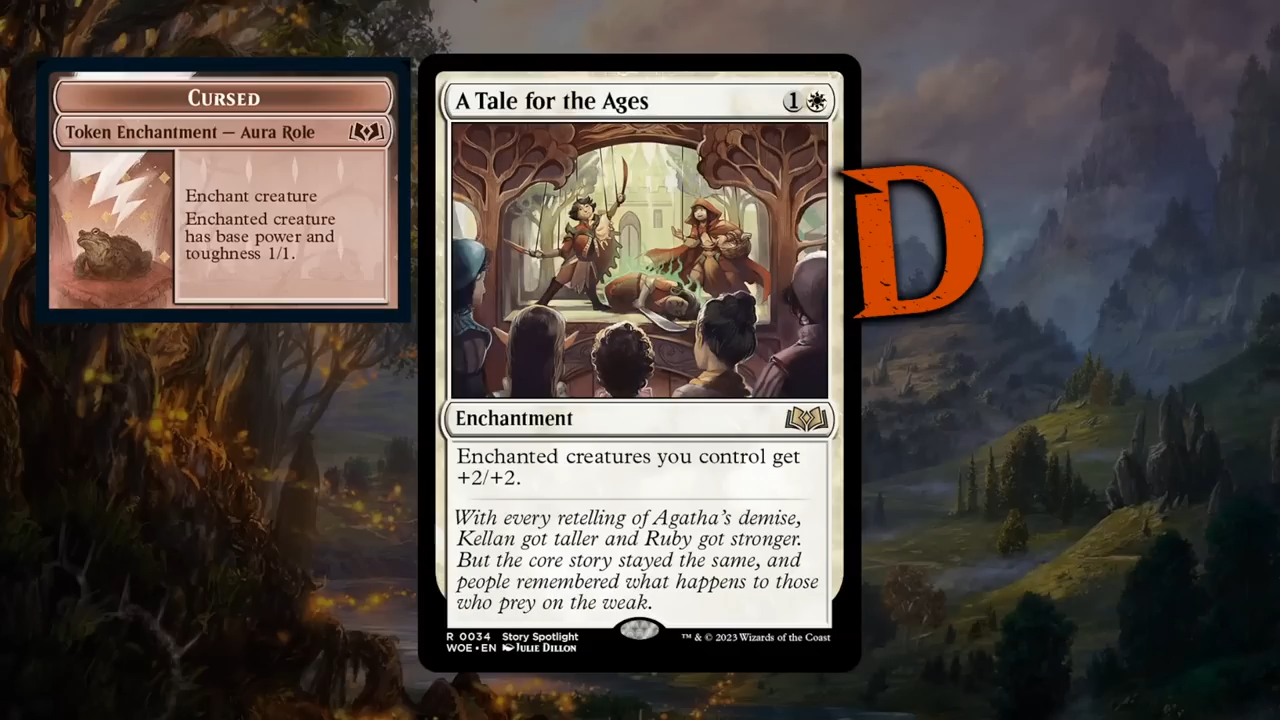 CURSED
Token Enchantment — Aura Role
Enchant creature
Enchanted creature
has base power and
toughness 1/1.
A Tale for the Ages
1
Enchantment
Enchanted creatures you control get
+2/+2.
With every retelling of Agatha's demise,
Kellan got taller and Ruby got stronger.
But the core story stayed the same, and
people remembered what happens to those
who prey on the weak.
R 0034 Story Spotlight
WOE • EN JULIE DILLON
™ & © 2023 Wizards of the Coast
D